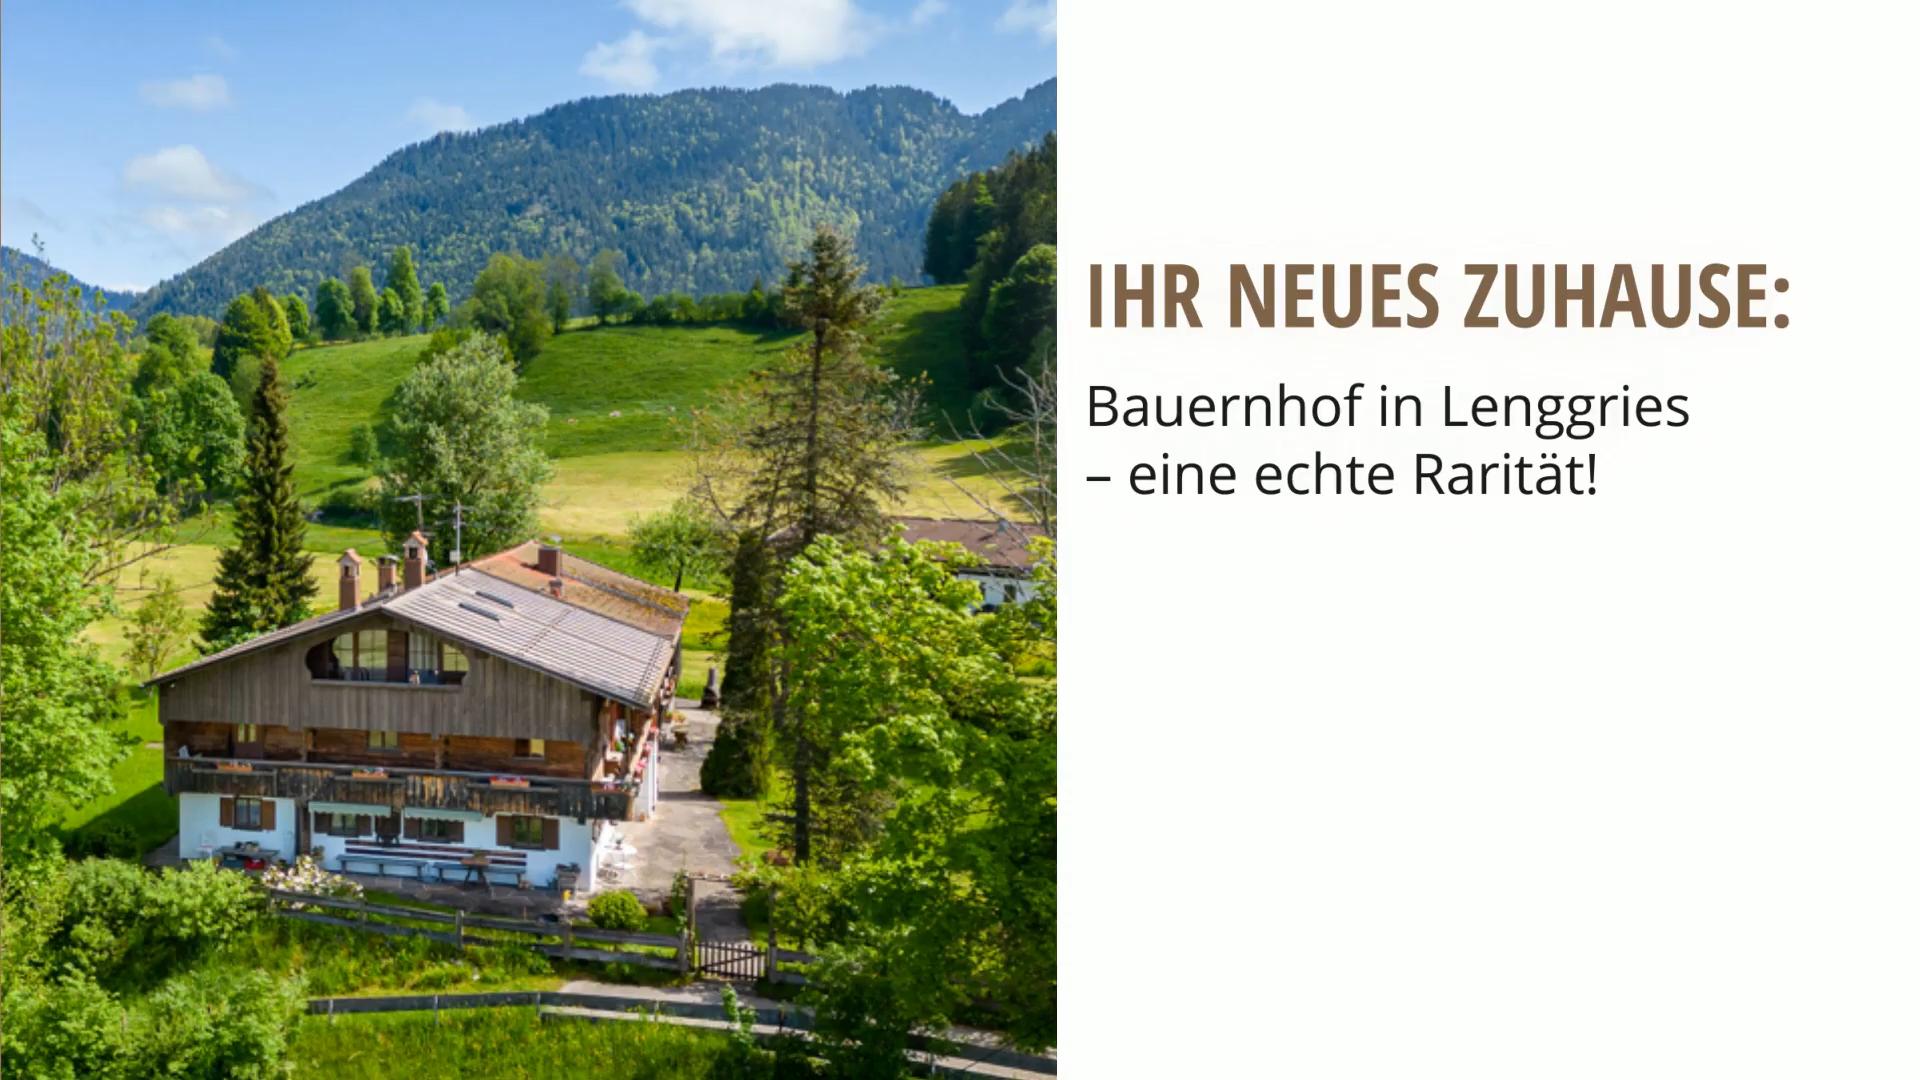 IHR NEUES ZUHAUSE:
Bauernhof in Lenggries
– eine echte Rarität!